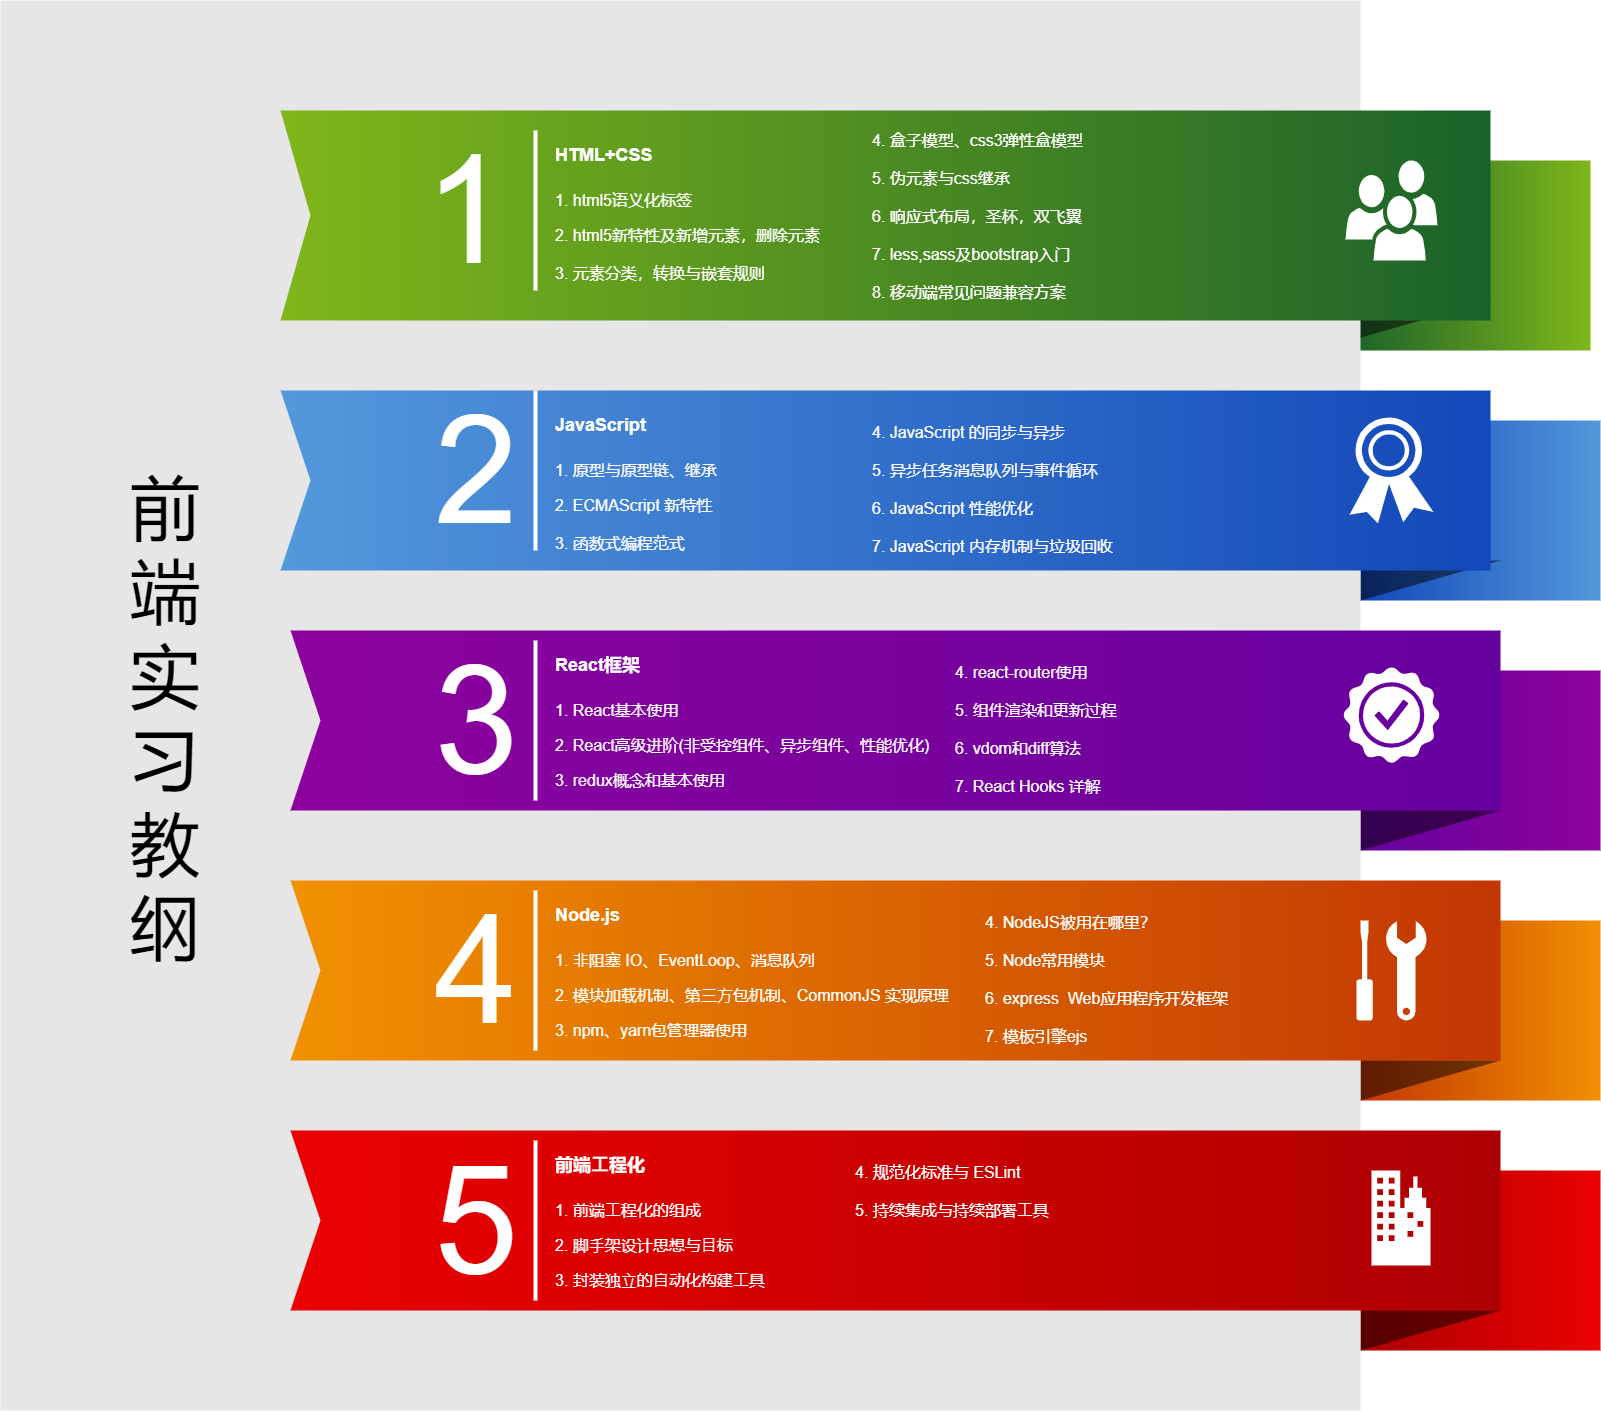 前端实习教纲
1
HTML+CSS
1. html5语义化标签
2. html5新特性及新增元素，删除元素
3. 元素分类，转换与嵌套规则
4. 盒子模型、css3弹性盒模型
5. 伪元素与css继承
6. 响应式布局，圣杯，双飞翼
7. less,sass及bootstrap入门
8. 移动端常见问题兼容方案
2
JavaScript
1. 原型与原型链、继承
2. ECMAScript 新特性
3. 函数式编程范式
4. JavaScript 的同步与异步
5. 异步任务消息队列与事件循环
6. JavaScript 性能优化
7. JavaScript 内存机制与垃圾回收
3
React框架
1. React基本使用
2. React高级进阶(非受控组件、异步组件、性能优化)
3. redux概念和基本使用
4. react-router使用
5. 组件渲染和更新过程
6. vdom和diff算法
7. React Hooks 详解
4
Node.js
1. 非阻塞 IO、EventLoop、消息队列
2. 模块加载机制、第三方包机制、CommonJS 实现原理
3. npm、yarn包管理器使用
4. NodeJS被用在哪里?
5. Node常用模块
6. express  Web应用程序开发框架
7. 模板引擎ejs
5
前端工程化
1. 前端工程化的组成
2. 脚手架设计思想与目标
3. 封装独立的自动化构建工具
4. 规范化标准与 ESLint
5. 持续集成与持续部署工具